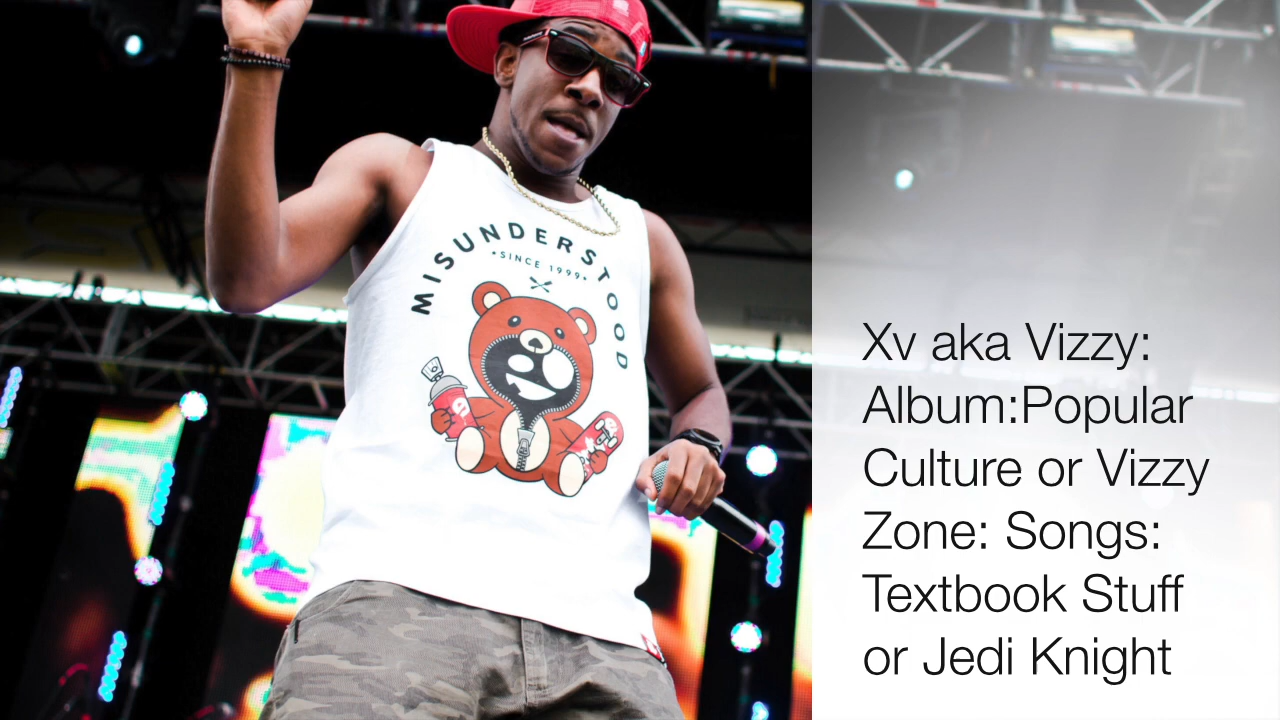 MISUNDERSTOOD
•SINCE 1999•
Xv aka Vizzy:
Album:Popular
Culture or Vizzy
Zone: Songs:
Textbook Stuff
or Jedi Knight